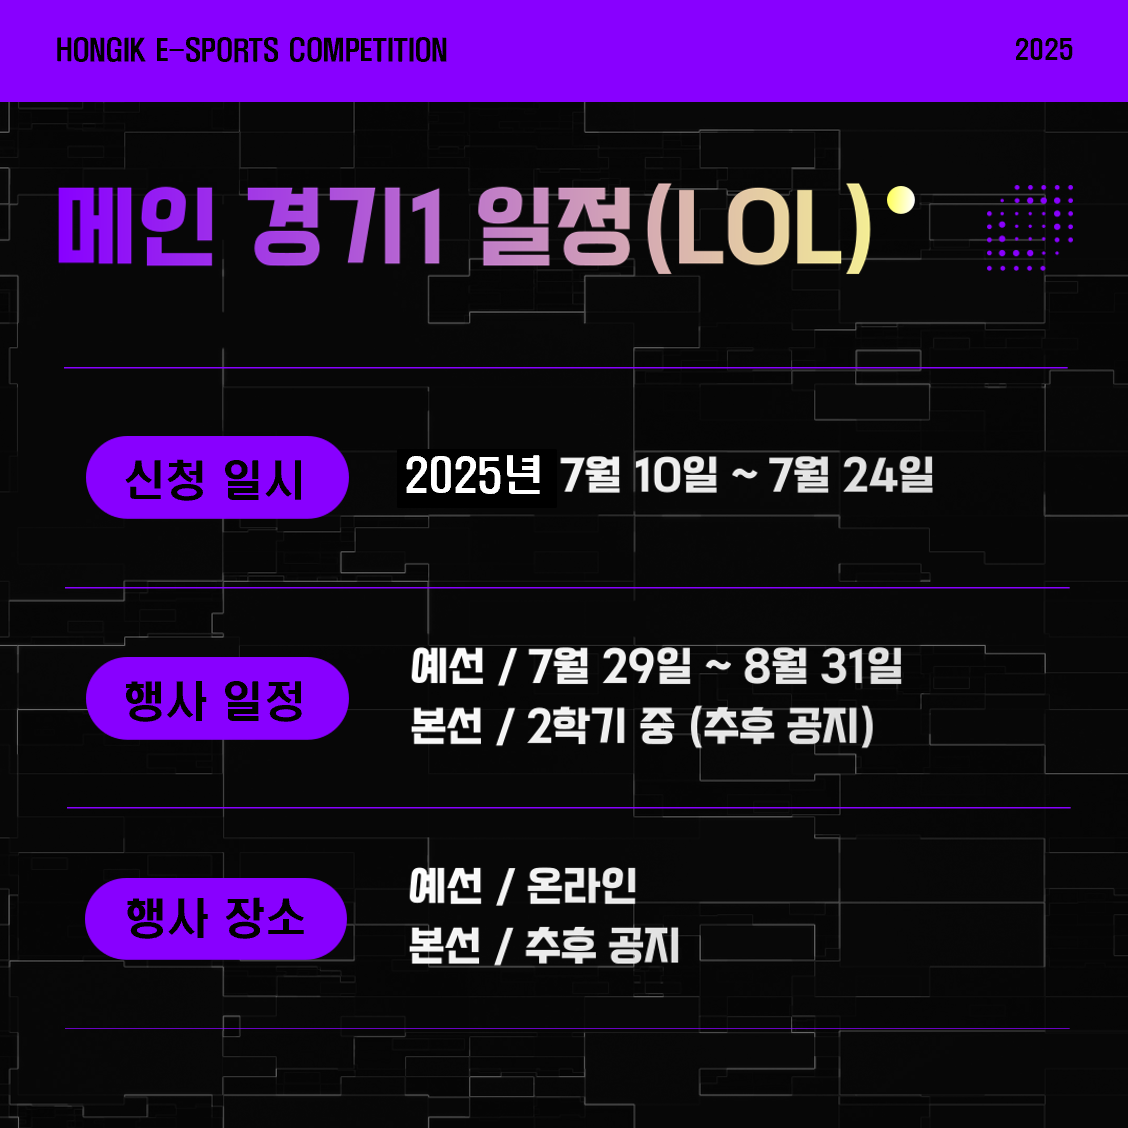 HONGIK E-SPORTS COMPETITION
2025
메인 경기1 일정(LOL)
신청 일시
2025년 7월 10일 ~ 7월 24일
행사 일정
예선 / 7월 29일 ~ 8월 31일
본선 / 2학기 중 (추후 공지)
행사 장소
예선 / 온라인
본선 / 추후 공지